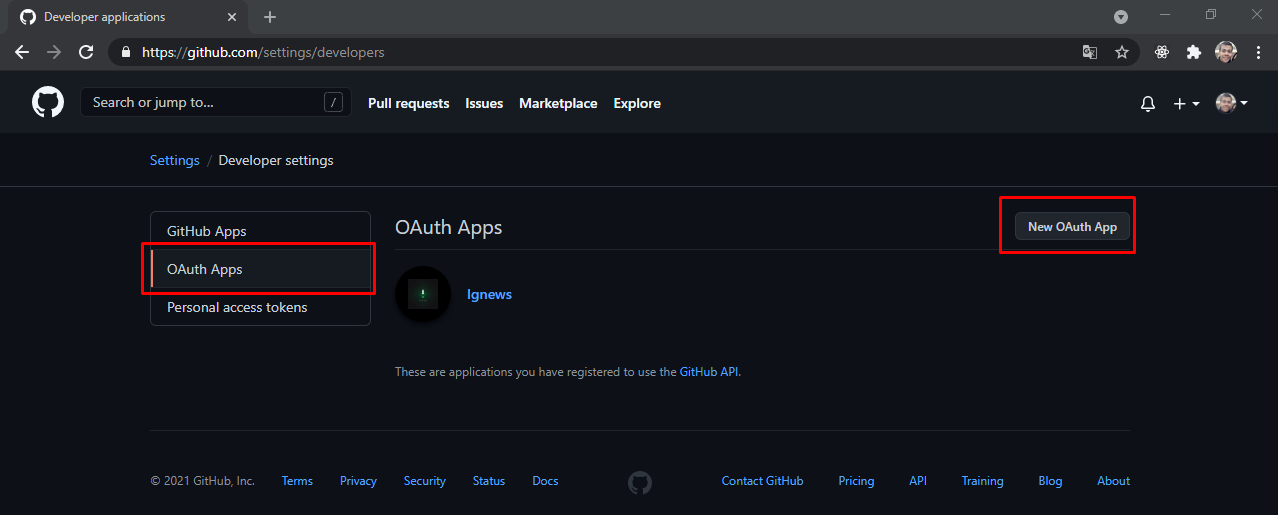 Developer applications
https://github.com/settings/developers
Search or jump to... /
Pull requests Issues Marketplace Explore
Settings / Developer settings
GitHub Apps
OAuth Apps
Personal access tokens
OAuth Apps
New OAuth App
Ignews
These are applications you have registered to use the GitHub API.
© 2021 GitHub, Inc. Terms Privacy Security Status Docs Contact GitHub Pricing API Training Blog About